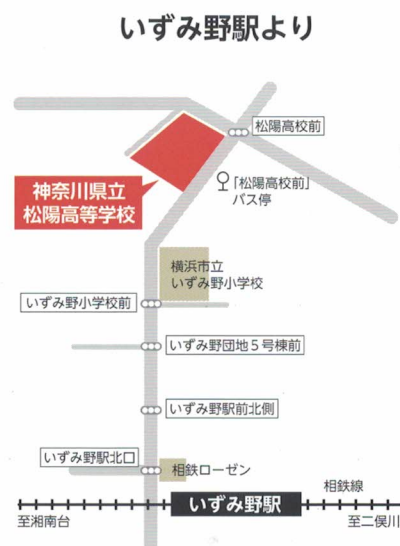 いずみ野駅より
松陽高校前
神奈川県立
松陽高等学校
「松陽高校前」
バス停
横浜市立
いずみ野小学校
いずみ野小学校前
いずみ野団地5号棟前
いずみ野駅前北側
いずみ野駅北口
相鉄ローゼン
相鉄線
いずみ野駅
至湘南台
至二俣川